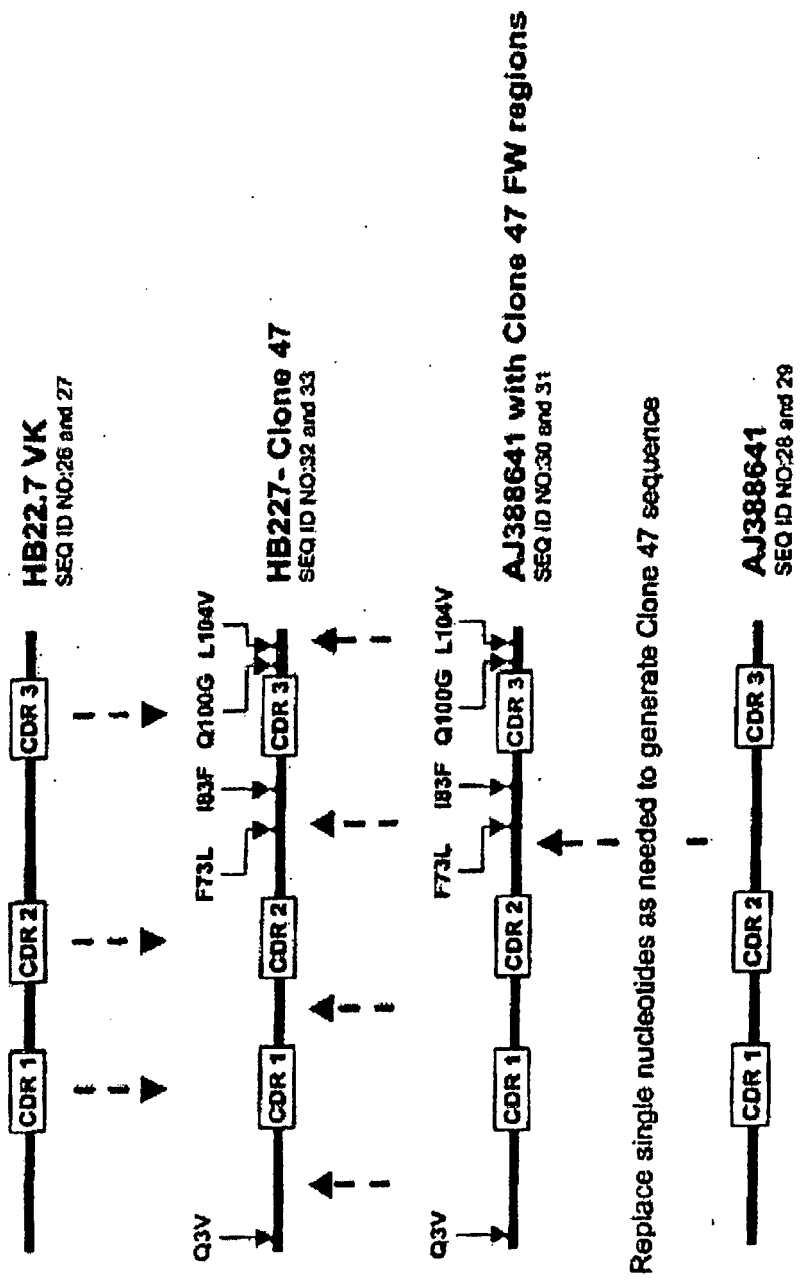 CDR 1 CDR 2 CDR 3 HB22.7 VK
SEQ ID NO:26 and 27
Q3V F73L I83F Q100G L104V
CDR 1 CDR 2 CDR 3 HB227- Clone 47
SEQ ID NO:32 and 33
Q3V F73L I83F Q100G L104V
CDR 1 CDR 2 CDR 3 AJ388641 with Clone 47 FW regions
SEQ ID NO:30 and 31
Replace single nucleotides as needed to generate Clone 47 sequence
CDR 1 CDR 2 CDR 3 AJ388641
SEQ ID NO:28 and 29